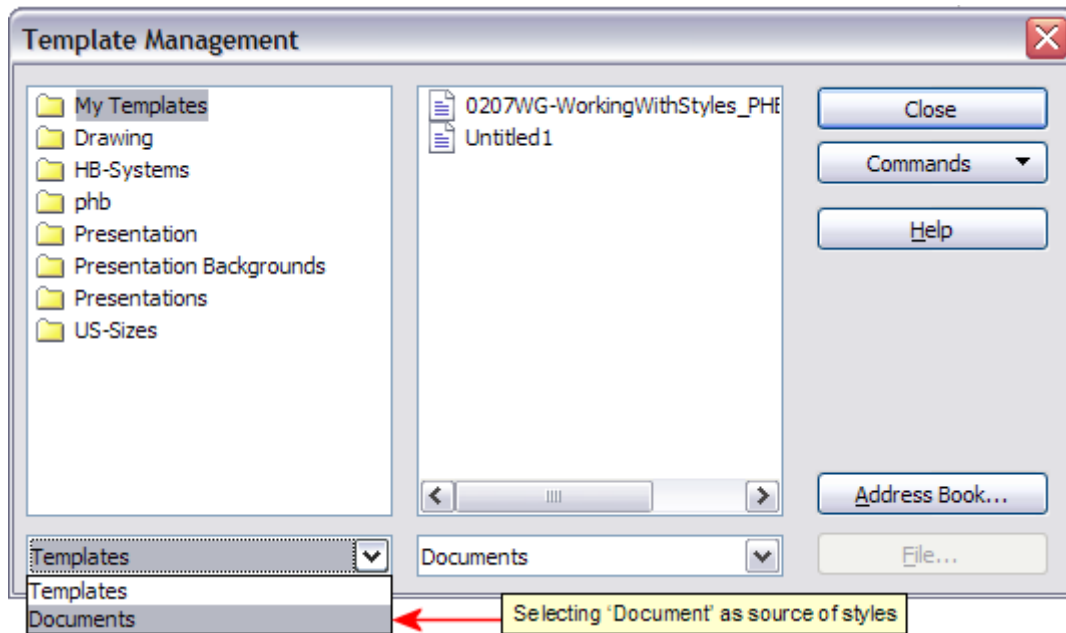 Template Management
My Templates
Drawing
HB-Systems
phb
Presentation
Presentation Backgrounds
Presentations
US-Sizes
0207WG-WorkingWithStyles_PHB
Untitled1
Close
Commands
Help
Address Book...
File...
Templates
Documents
Templates
Documents
Selecting ‘Document’ as source of styles